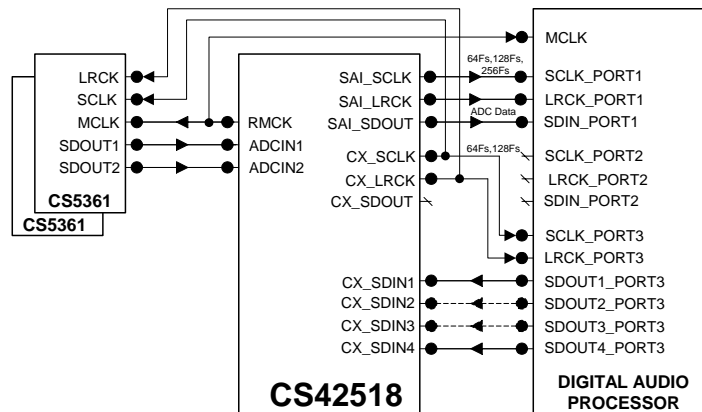 LRCK
SCLK
MCLK
SDOUT1
SDOUT2
CS5361
CS5361
RMCK
ADCIN1
ADCIN2
SAI_SCLK
SAI_LRCK
SAI_SDOUT
CX_SCLK
CX_LRCK
CX_SDOUT
CX_SDIN1
CX_SDIN2
CX_SDIN3
CX_SDIN4
CS42518
64Fs,128Fs,
256Fs
ADC Data
64Fs,128Fs
MCLK
SCLK_PORT1
LRCK_PORT1
SDIN_PORT1
SCLK_PORT2
LRCK_PORT2
SDIN_PORT2
SCLK_PORT3
LRCK_PORT3
SDOUT1_PORT3
SDOUT2_PORT3
SDOUT3_PORT3
SDOUT4_PORT3
DIGITAL AUDIO
PROCESSOR